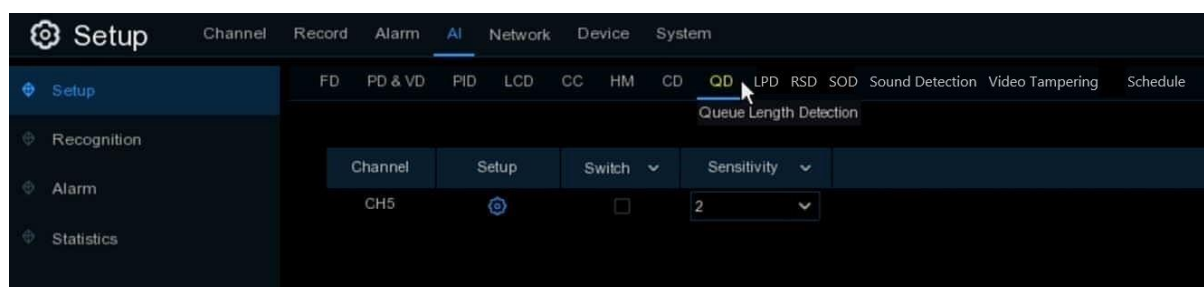 Setup Channel Record Alarm AI Network Device System
Setup
Recognition
Alarm
Statistics
FD PD & VD PID LCD CC HM CD QD LPD RSD SOD Sound Detection Video Tampering Schedule
Queue Length Detection
Channel Setup Switch Sensitivity
CH5 2